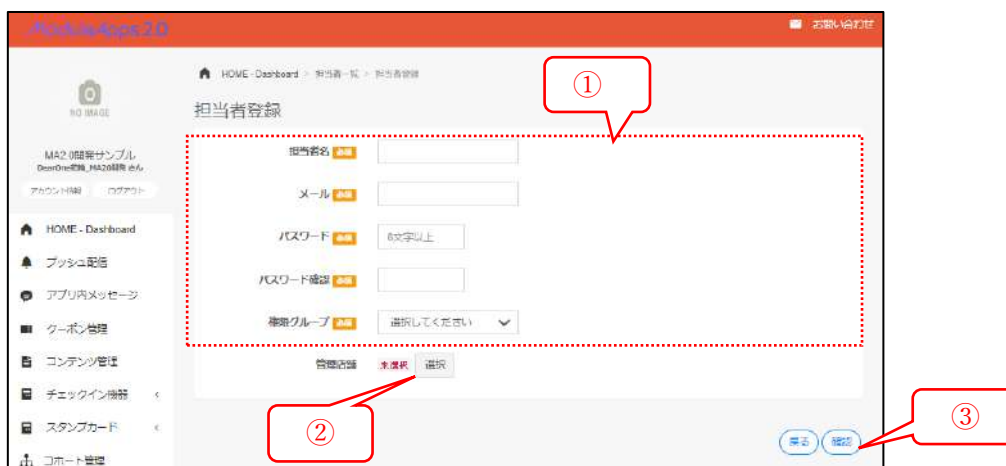 ModuleApps2.0
お問い合わせ
HOME - Dashboard > 担当者一覧 > 担当者登録
①
NO IMAGE
担当者登録
MA2.0開発サンプル
担当者名 必須
メール 必須
アカウント情報 ログアウト
HOME - Dashboard
パスワード 必須 6文字以上
プッシュ配信
パスワード確認 必須
アプリ内メッセージ
権限グループ 必須 選択してください
クーポン管理
コンテンツ管理
管理店舗 未選択 選択
チェックイン機器
スタンプカード
②
③
戻る 確認
コホート管理